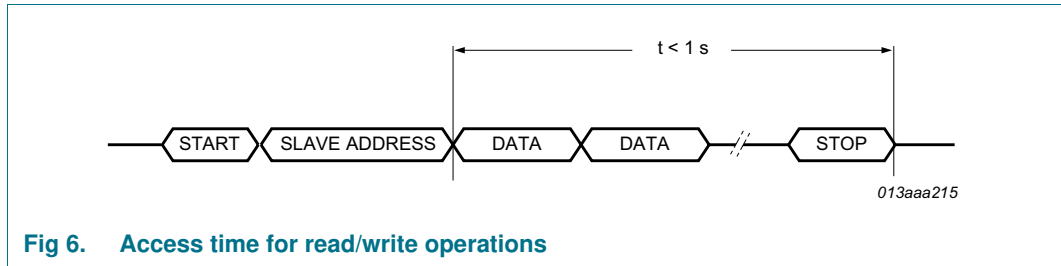 t < 1 s
START SLAVE ADDRESS DATA DATA STOP
013aaa215
Fig 6. Access time for read/write operations